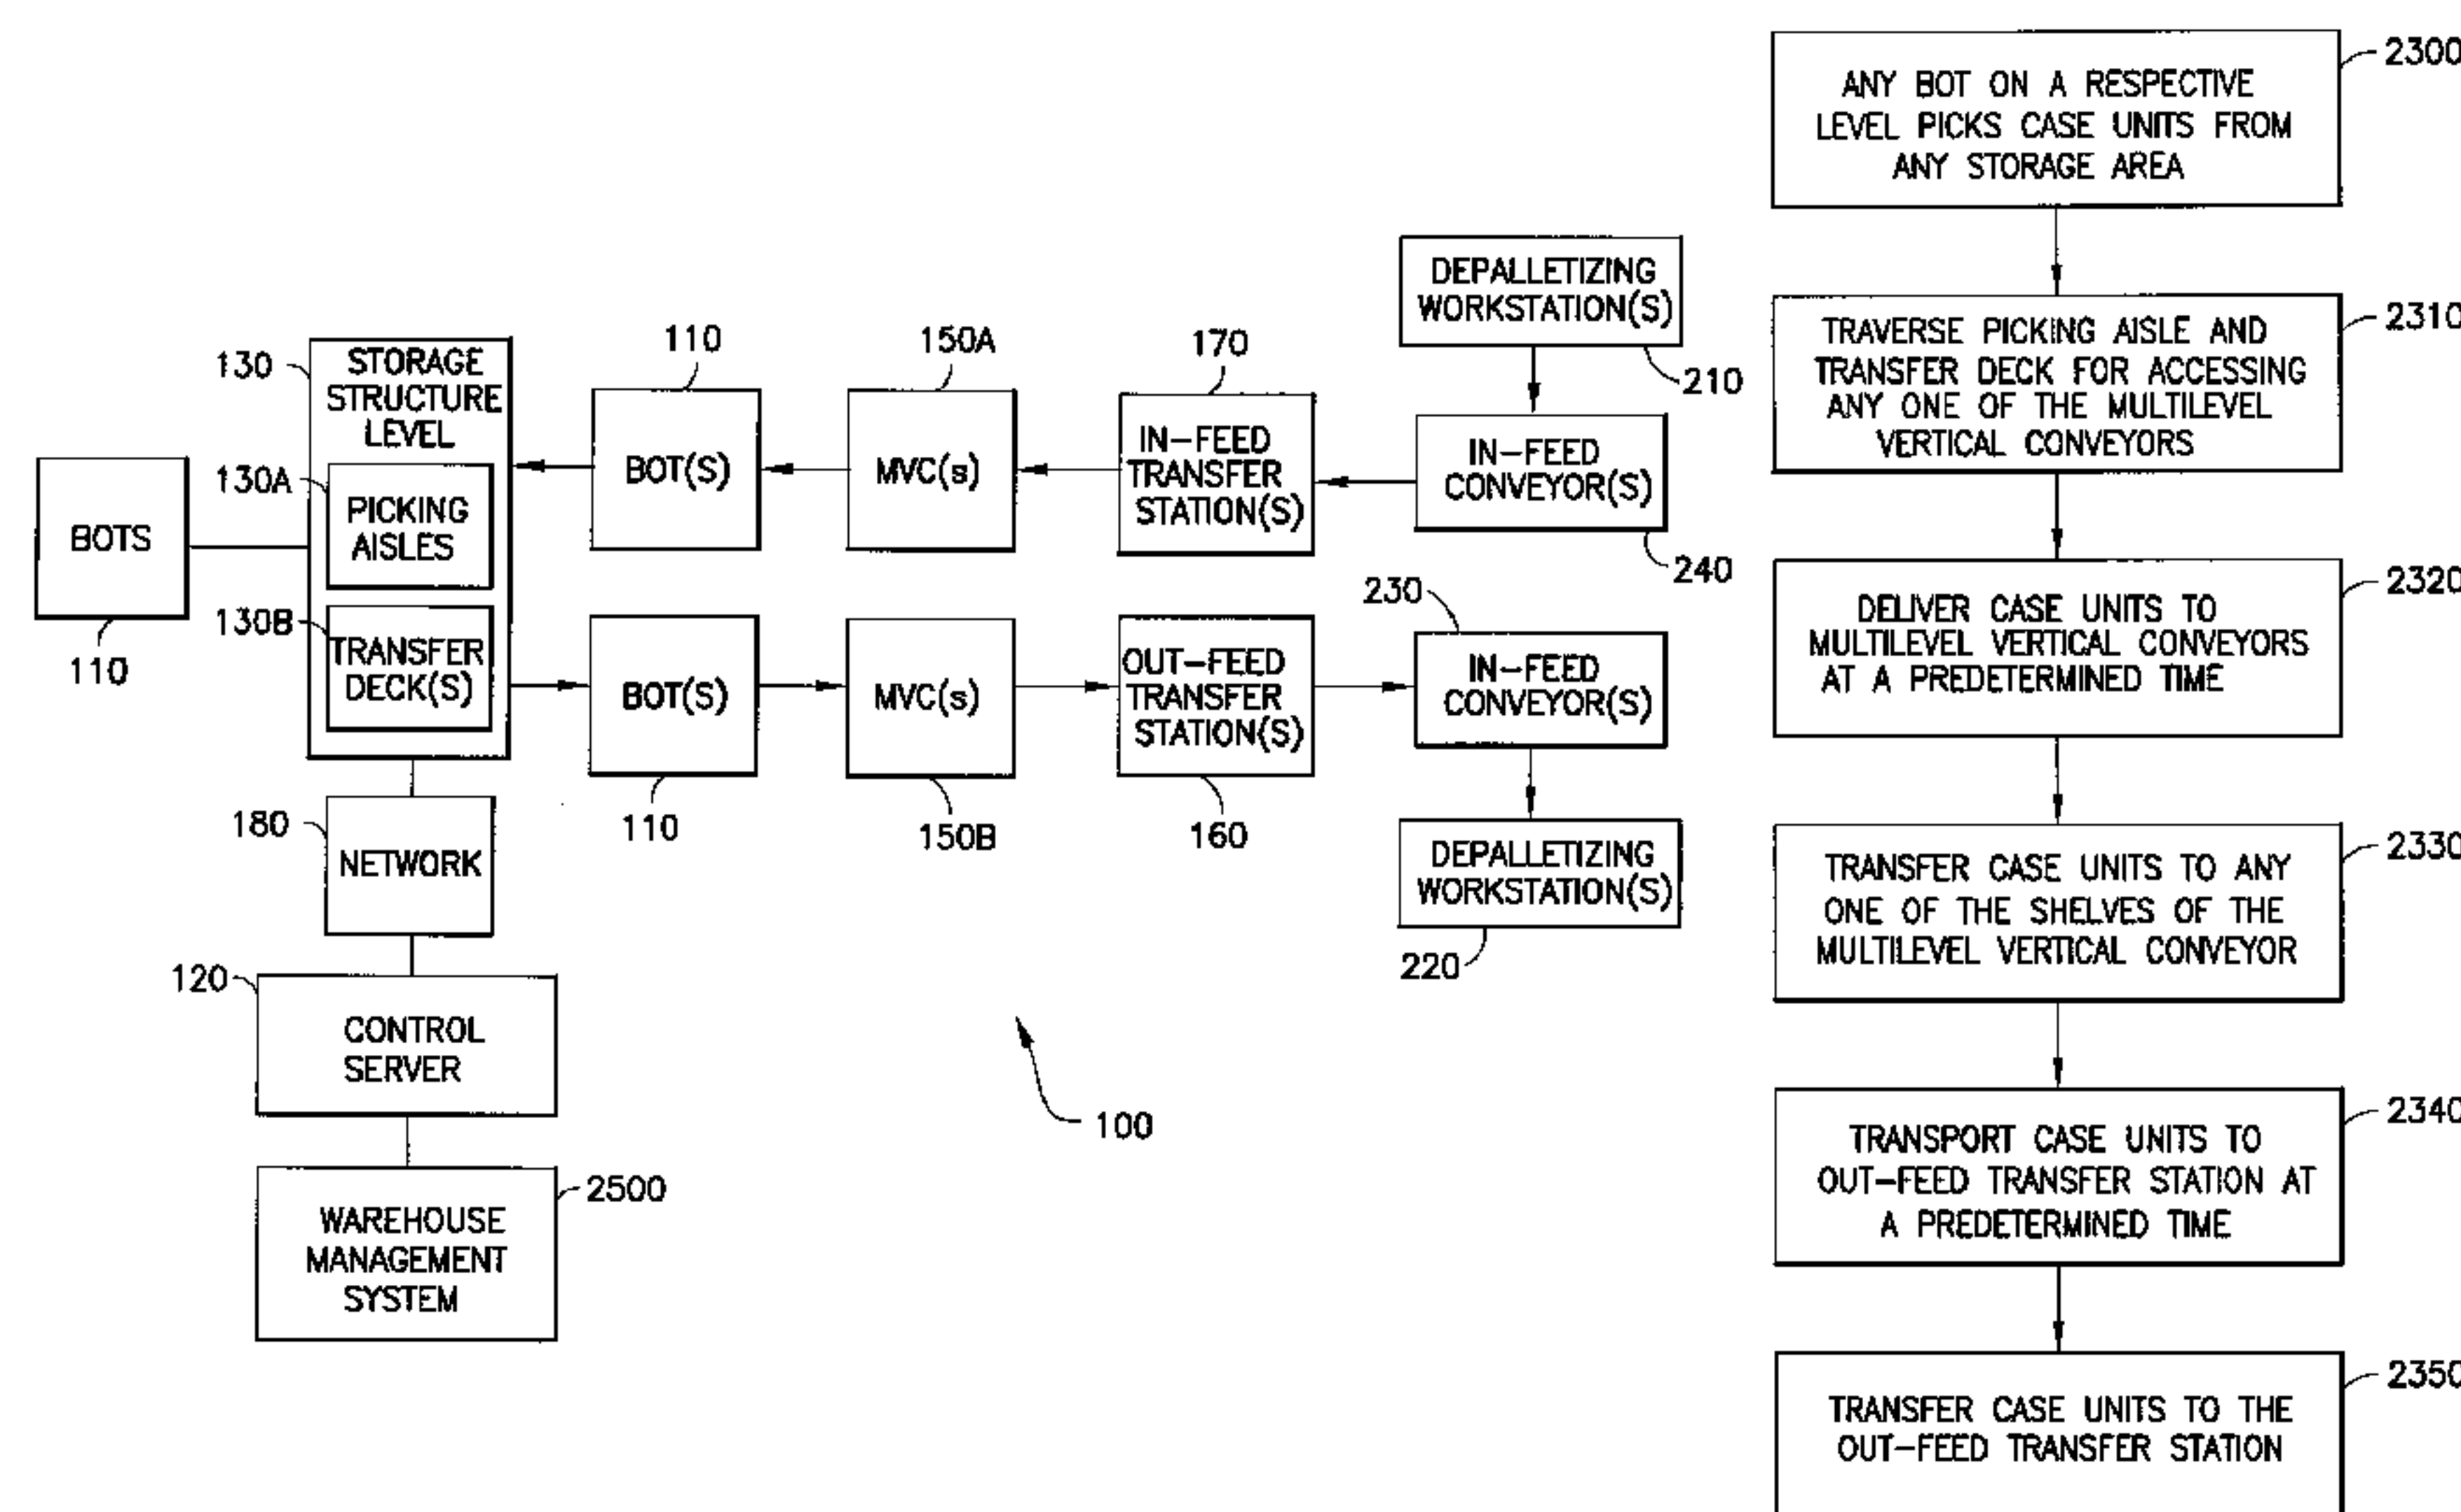 130
STORAGE
STRUCTURE
LEVEL
130A
PICKING
AISLES
130B
TRANSFER
DECK(S)
BOTS
110
110
BOT(S)
150A
MVC(s)
170
IN-FEED
TRANSFER
STATION(S)
DEPALLETIZING
WORKSTATION(S)
210
IN-FEED
CONVEYOR(S)
240
BOT(S)
110
MVC(s)
150B
OUT-FEED
TRANSFER
STATION(S)
160
230
IN-FEED
CONVEYOR(S)
DEPALLETIZING
WORKSTATION(S)
220
180
NETWORK
120
CONTROL
SERVER
2500
WAREHOUSE
MANAGEMENT
SYSTEM
100
2300
ANY BOT ON A RESPECTIVE
LEVEL PICKS CASE UNITS FROM
ANY STORAGE AREA
2310
TRAVERSE PICKING AISLE AND
TRANSFER DECK FOR ACCESSING
ANY ONE OF THE MULTILEVEL
VERTICAL CONVEYORS
2320
DELIVER CASE UNITS TO
MULTILEVEL VERTICAL CONVEYORS
AT A PREDETERMINED TIME
2330
TRANSFER CASE UNITS TO ANY
ONE OF THE SHELVES OF THE
MULTILEVEL VERTICAL CONVEYOR
2340
TRANSPORT CASE UNITS TO
OUT-FEED TRANSFER STATION AT
A PREDETERMINED TIME
2350
TRANSFER CASE UNITS TO THE
OUT-FEED TRANSFER STATION